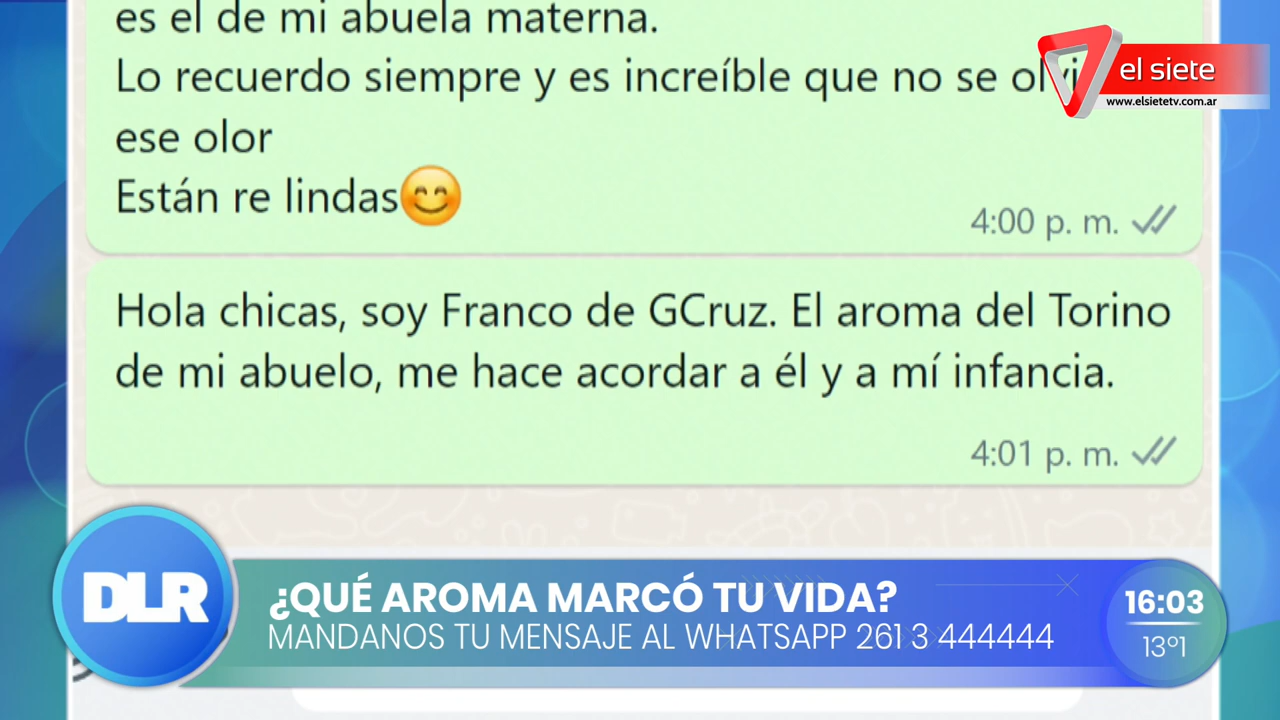 es el de mi abuela materna.
Lo recuerdo siempre y es increíble que no se olvi
ese olor
Están re lindas😊
4:00 p. m.
Hola chicas, soy Franco de GCruz. El aroma del Torino
de mi abuelo, me hace acordar a él y a mí infancia.
4:01 p. m.
el siete
www.elsietetv.com.ar
DLR
¿QUÉ AROMA MARCÓ TU VIDA?
MANDANOS TU MENSAJE AL WHATSAPP 261 3 444444
16:03
13º1